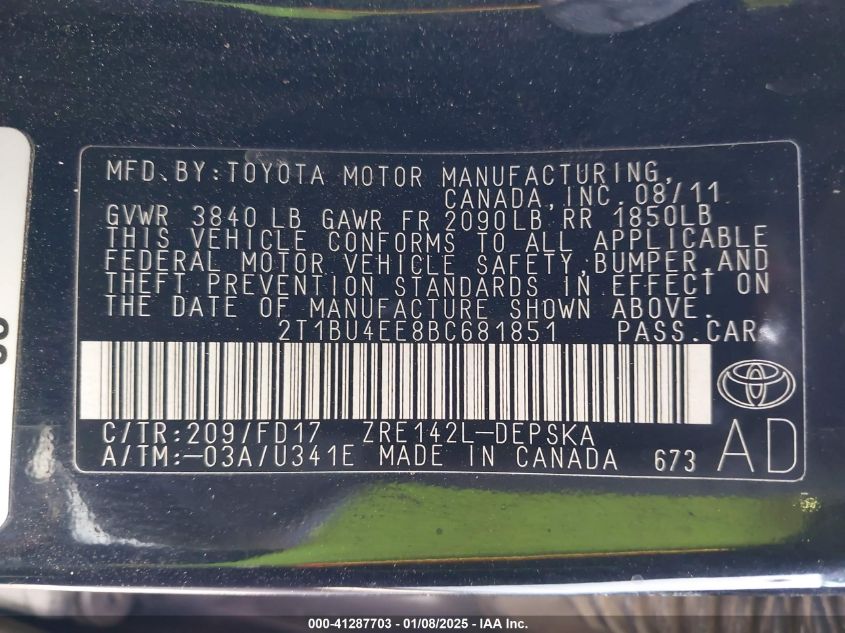 MFD.BY:TOYOTA MOTOR MANUFACTURING,
CANADA,INC.08/11
GVWR 3840LB GAWR FR 2090LB RR 1850LB
THIS VEHICLE CONFORMS TO ALL APPLICABLE
FEDERAL MOTOR VEHICLE SAFETY,BUMPER,AND
THEFT PREVENTION STANDARDS IN EFFECT ON
THE DATE OF MANUFACTURE SHOWN ABOVE.
2T1BU4EE8BC681851 PASS.CAR
C/TR:209/FD17 ZRE142L-DEPSKA
A/TM:-03A/U341E MADE IN CANADA 673
AD
000-41287703 - 01/08/2025 - IAA Inc.